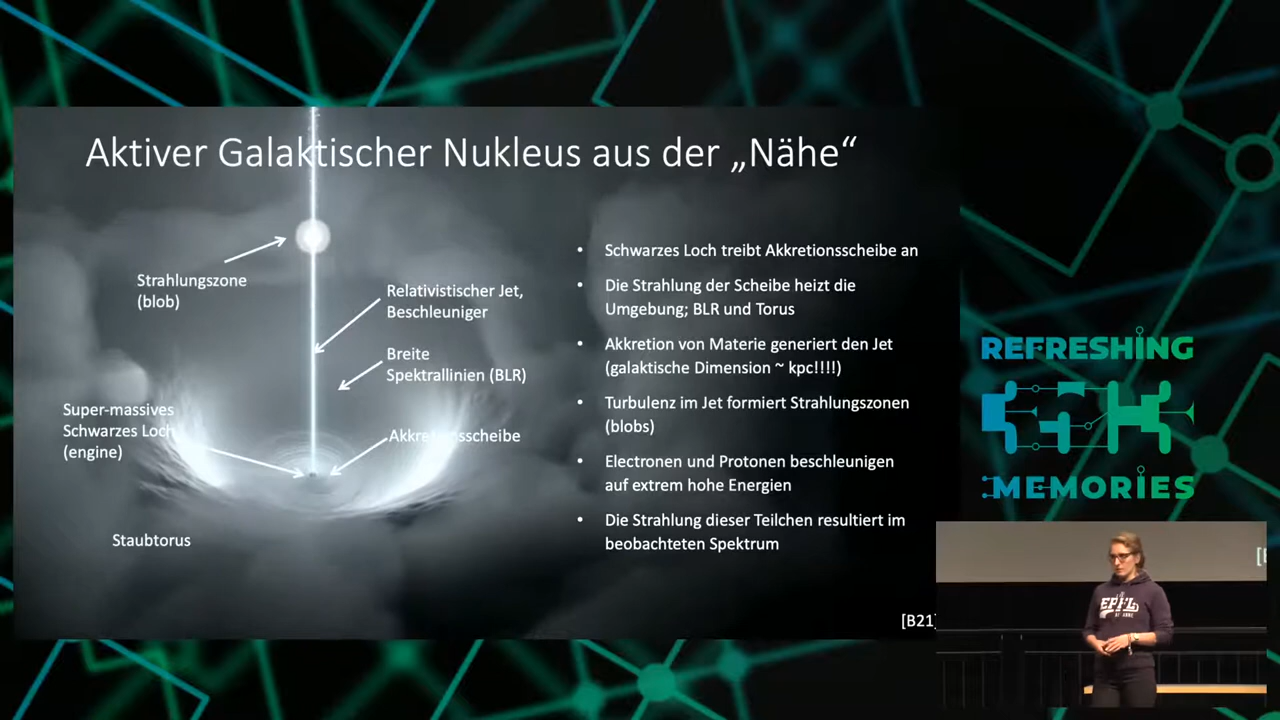 Aktiver Galaktischer Nukleus aus der „Nähe“
Strahlungszone
(blob)
Relativistischer Jet,
Beschleuniger
Breite
Spektrallinien (BLR)
Super-massives
Schwarzes Loch
(engine)
Akkretionsscheibe
Staubtorus
• Schwarzes Loch treibt Akkretionsscheibe an
• Die Strahlung der Scheibe heizt die
Umgebung; BLR und Torus
• Akkretion von Materie generiert den Jet
(galaktische Dimension ~ kpc!!!!)
• Turbulenz im Jet formiert Strahlungszonen
(blobs)
• Electronen und Protonen beschleunigen
auf extrem hohe Energien
• Die Strahlung dieser Teilchen resultiert im
beobachteten Spektrum
[B21]
REFRESHING
MEMORIES
EPFL